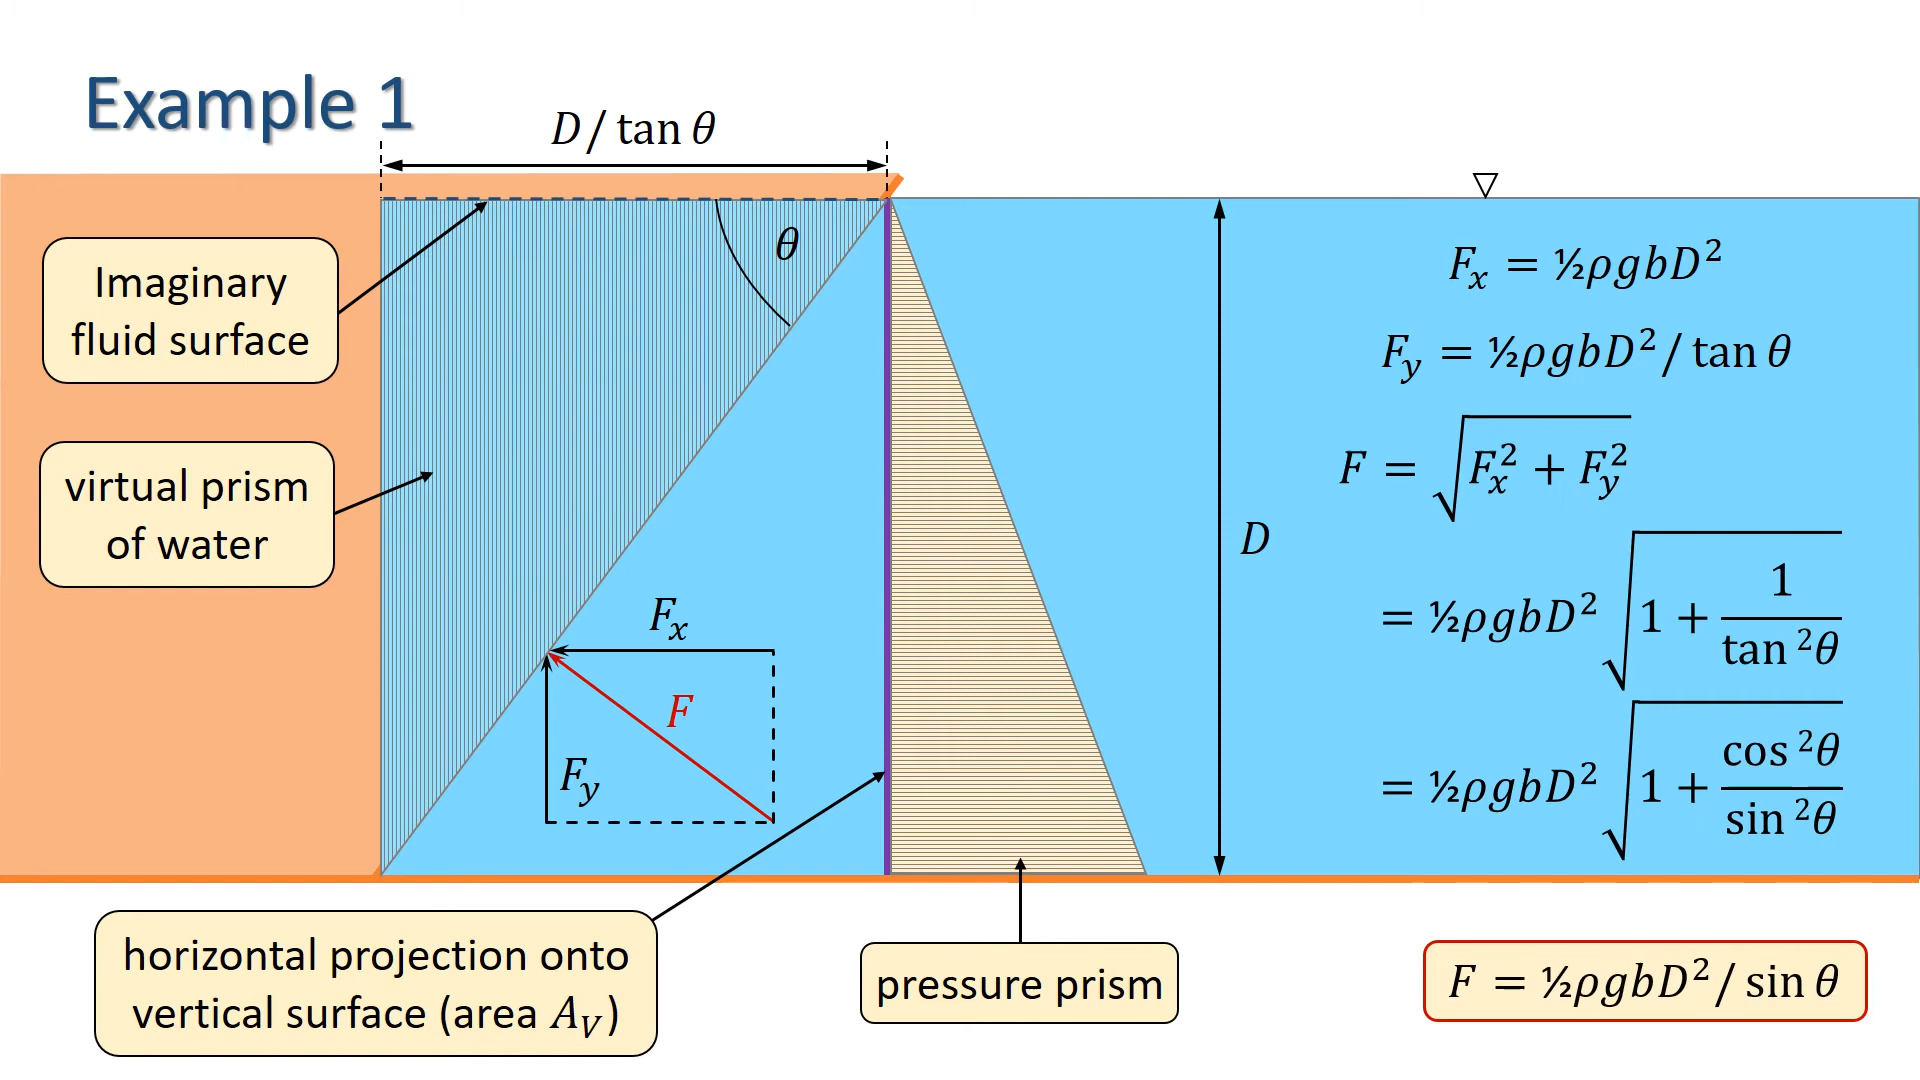 Example 1
D / tan θ
Imaginary
fluid surface
θ
virtual prism
of water
F_x
F
F_y
D
F_x = ½ρgbD²
F_y = ½ρgbD² / tan θ
F = √(F_x² + F_y²)
= ½ρgbD² √(1 + 1/tan²θ)
= ½ρgbD² √(1 + cos²θ/sin²θ)
horizontal projection onto
vertical surface (area A_V)
pressure prism
F = ½ρgbD² / sin θ